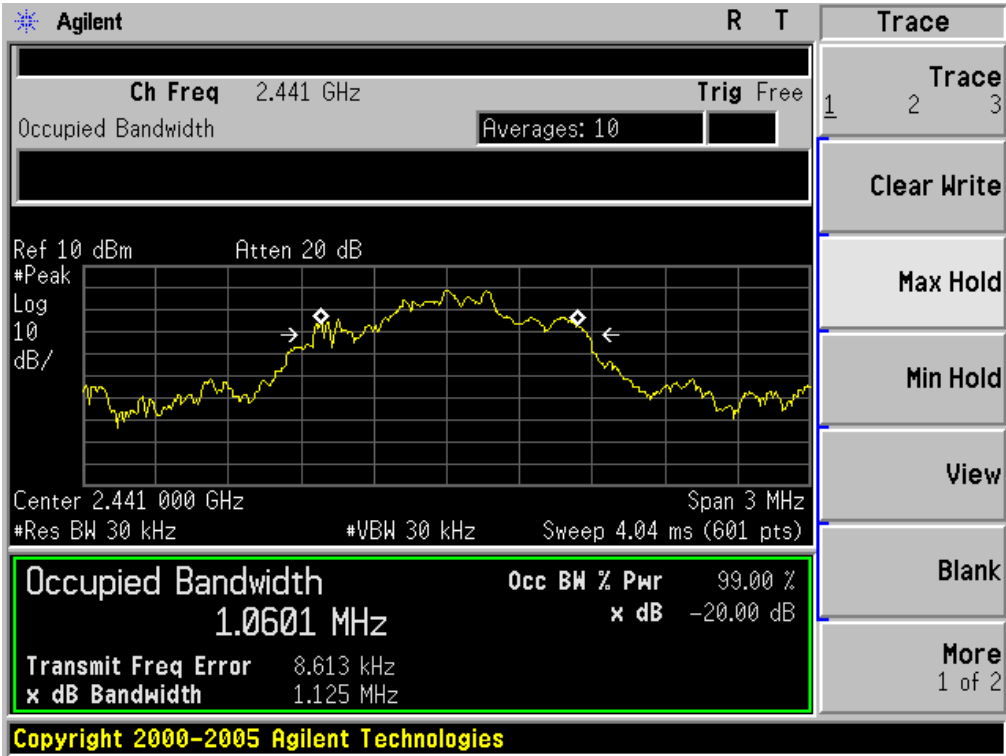 Agilent R T
Trace
Ch Freq 2.441 GHz Trig Free
Occupied Bandwidth Averages: 10
Trace
1 2 3
Clear Write
Max Hold
Min Hold
View
Blank
More
1 of 2
Ref 10 dBm Atten 20 dB
#Peak
Log
10
dB/
Center 2.441 000 GHz Span 3 MHz
#Res BW 30 kHz #VBW 30 kHz Sweep 4.04 ms (601 pts)
Occupied Bandwidth
1.0601 MHz
Occ BW % Pwr 99.00 %
x dB -20.00 dB
Transmit Freq Error 8.613 kHz
x dB Bandwidth 1.125 MHz
Copyright 2000-2005 Agilent Technologies